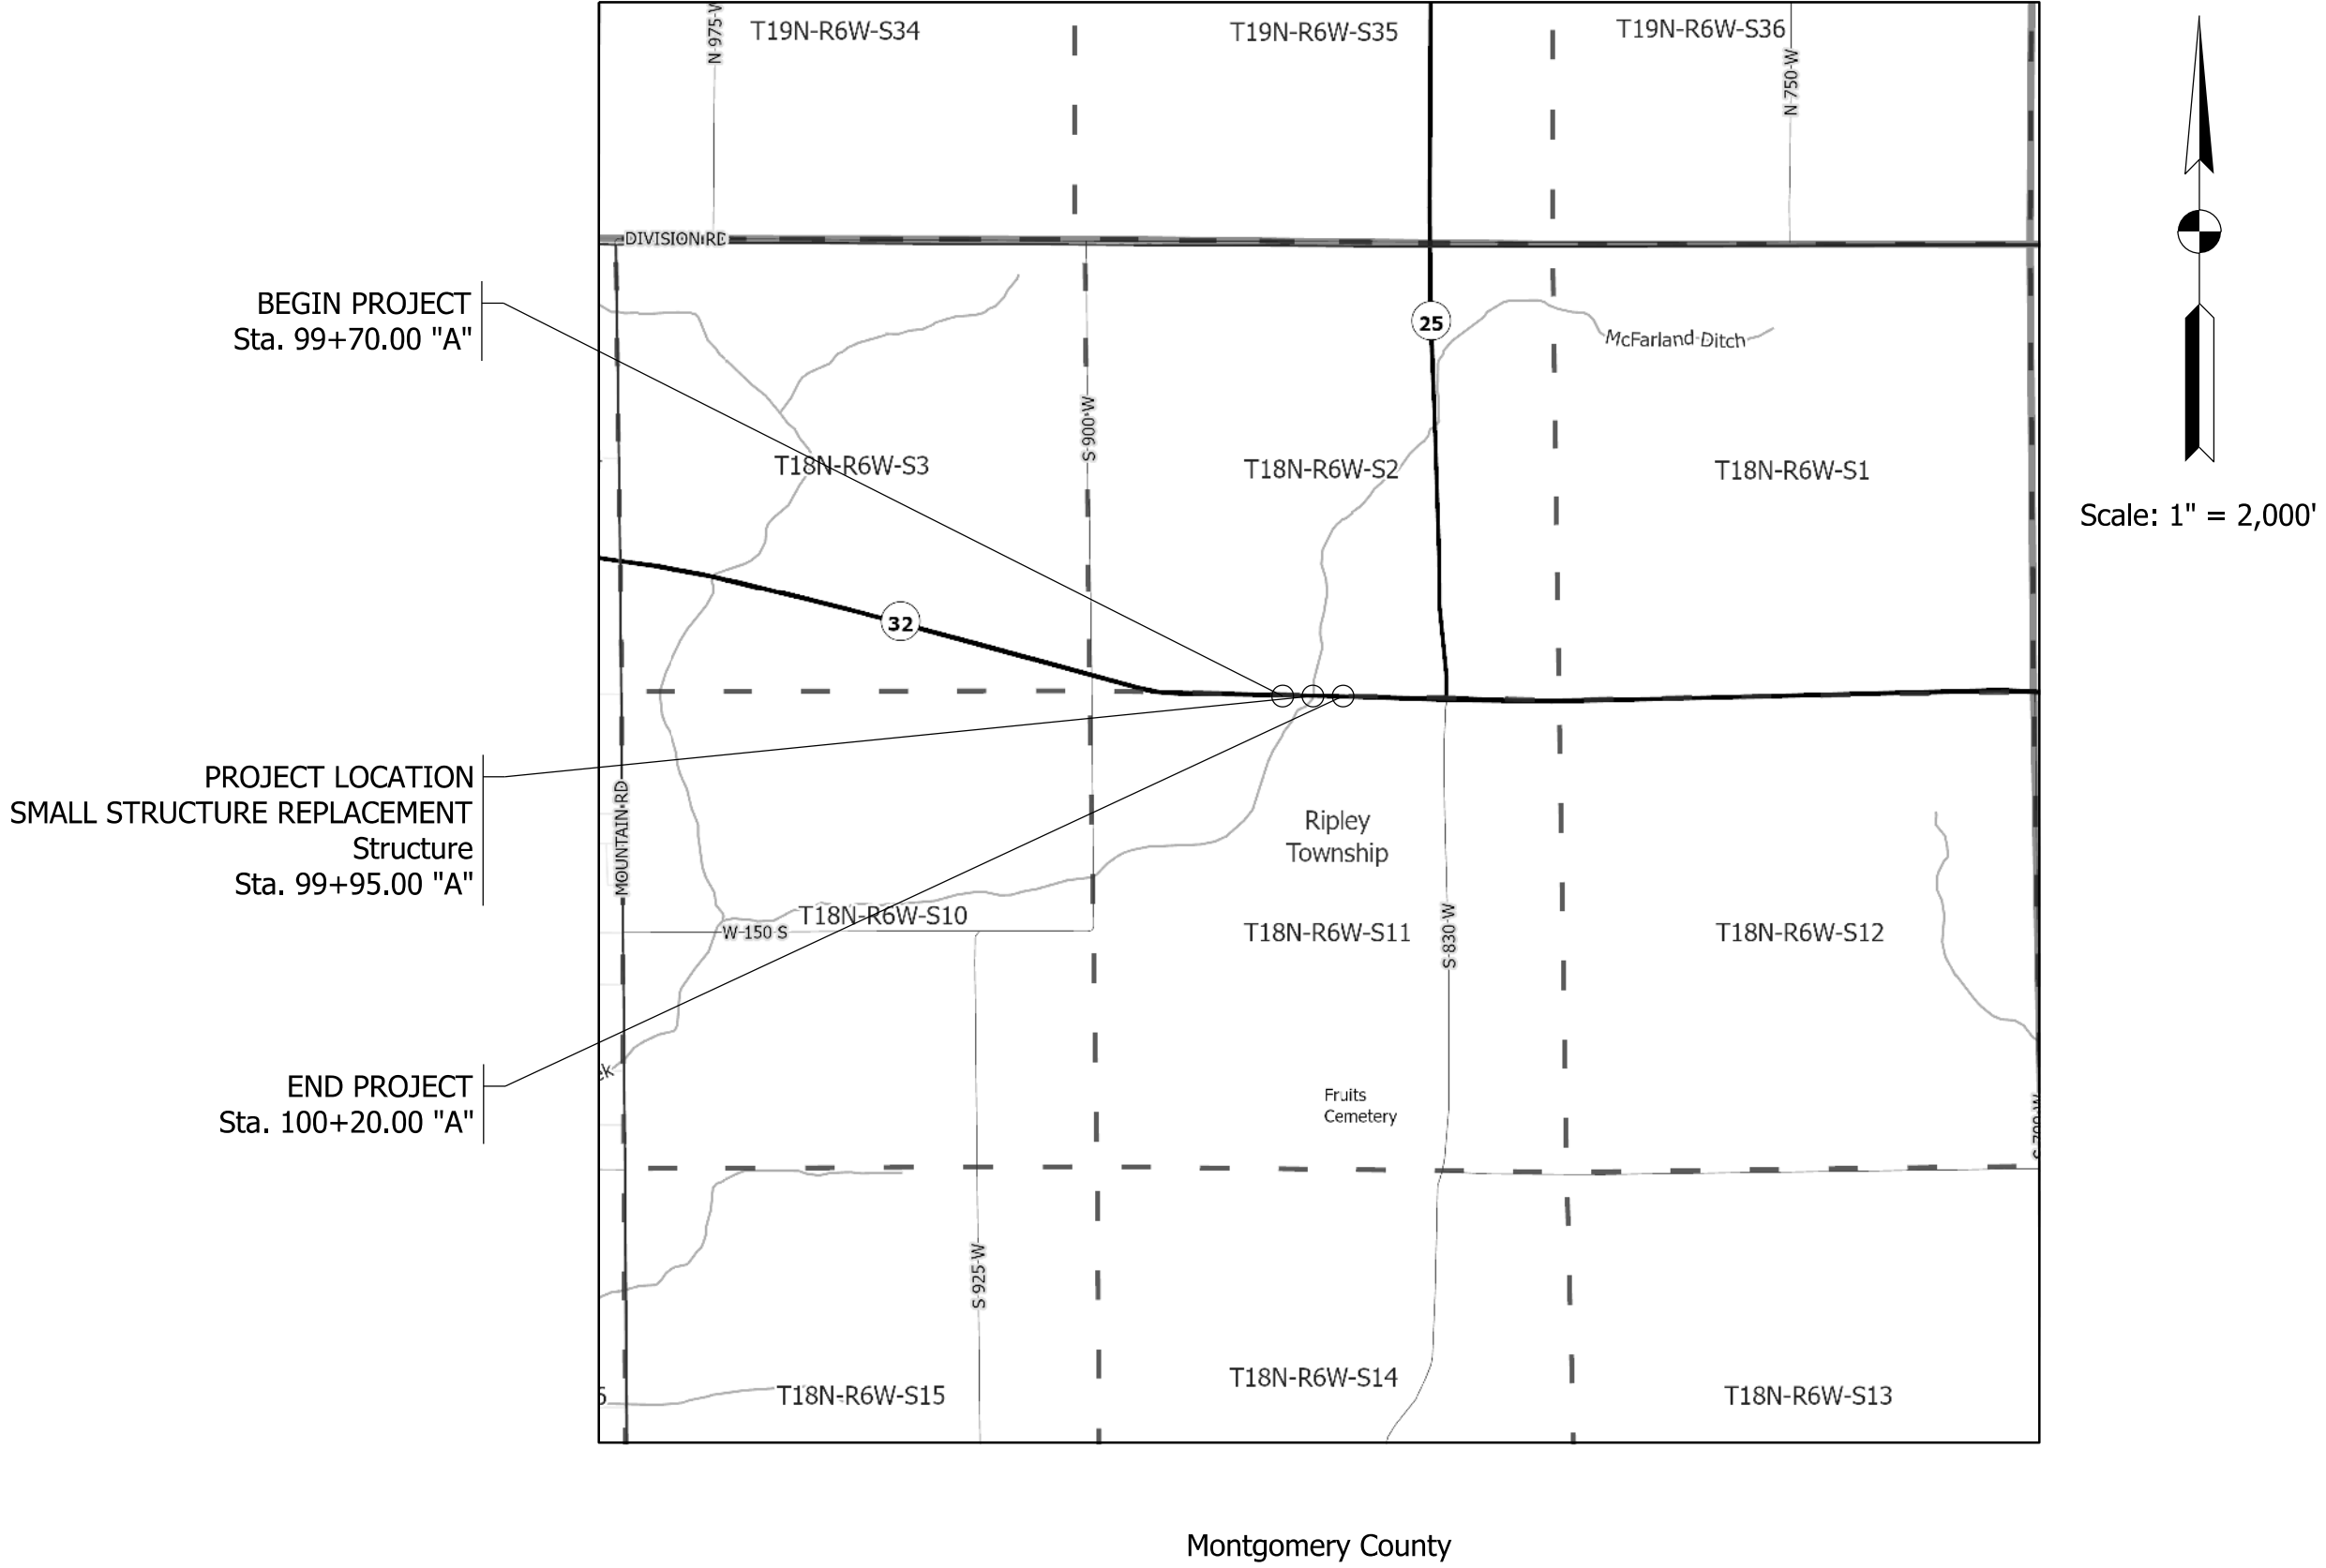 T19N-R6W-S34
T19N-R6W-S35
T19N-R6W-S36
N 975 W
N 750 W
DIVISION RD
BEGIN PROJECT
Sta. 99+70.00 "A"
25
McFarland Ditch
S 900 W
T18N-R6W-S3
T18N-R6W-S2
T18N-R6W-S1
Scale: 1" = 2,000'
32
PROJECT LOCATION
SMALL STRUCTURE REPLACEMENT
Structure
Sta. 99+95.00 "A"
MOUNTAIN RD
Ripley
Township
T18N-R6W-S10
W 150 S
T18N-R6W-S11
S 830 W
T18N-R6W-S12
ek
END PROJECT
Sta. 100+20.00 "A"
Fruits
Cemetery
S 700 W
S 925 W
T18N-R6W-S15
T18N-R6W-S14
T18N-R6W-S13
Montgomery County